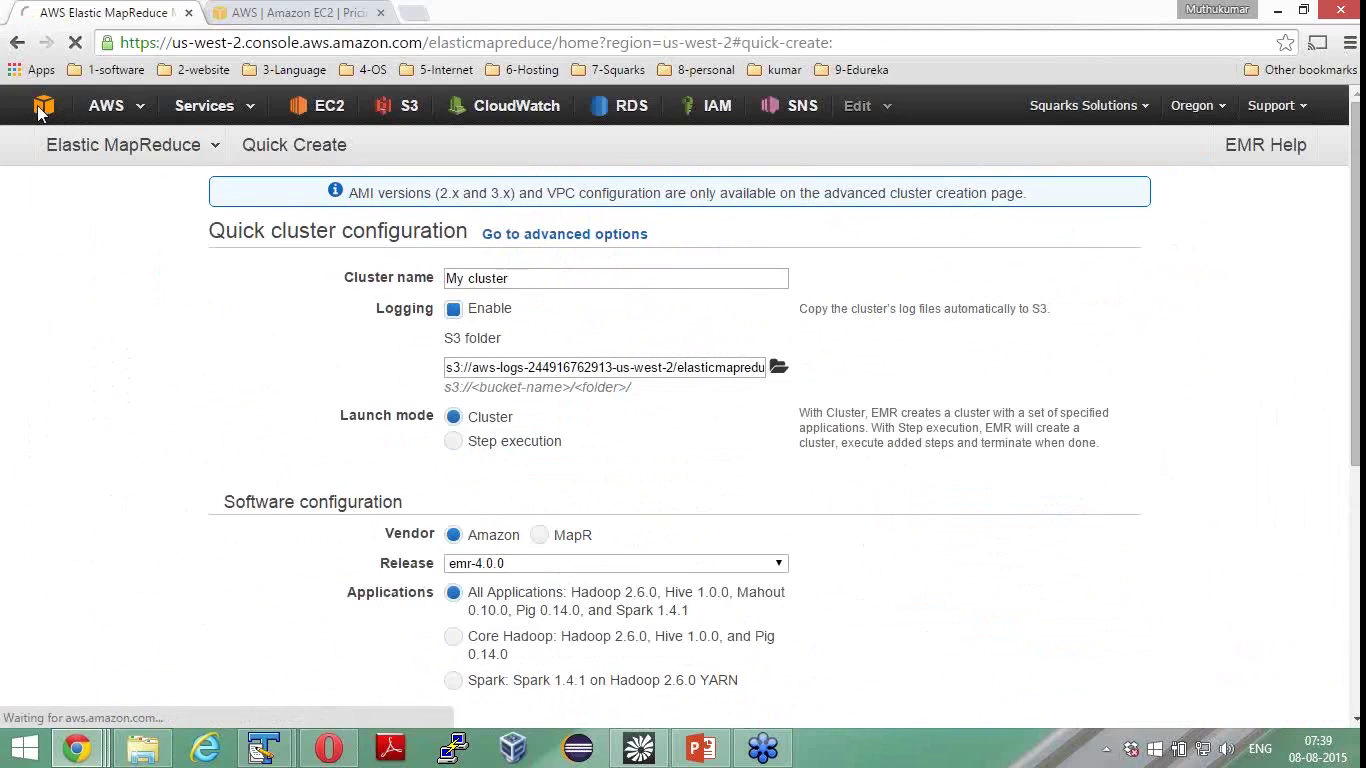 AWS Elastic MapReduce M
AWS | Amazon EC2 | Prici
Muthukumar
https://us-west-2.console.aws.amazon.com/elasticmapreduce/home?region=us-west-2#quick-create:
Apps 1-software 2-website 3-Language 4-OS 5-Internet 6-Hosting 7-Squarks 8-personal kumar 9-Edureka Other bookmarks
AWS Services EC2 S3 CloudWatch RDS IAM SNS Edit Squarks Solutions Oregon Support
Elastic MapReduce Quick Create EMR Help
AMI versions (2.x and 3.x) and VPC configuration are only available on the advanced cluster creation page.
Quick cluster configuration Go to advanced options
Cluster name My cluster
Logging Enable Copy the cluster's log files automatically to S3.
S3 folder
s3://aws-logs-244916762913-us-west-2/elasticmapredu
s3://<bucket-name>/<folder>/
Launch mode Cluster
Step execution
With Cluster, EMR creates a cluster with a set of specified
applications. With Step execution, EMR will create a
cluster, execute added steps and terminate when done.
Software configuration
Vendor Amazon MapR
Release emr-4.0.0
Applications All Applications: Hadoop 2.6.0, Hive 1.0.0, Mahout
0.10.0, Pig 0.14.0, and Spark 1.4.1
Core Hadoop: Hadoop 2.6.0, Hive 1.0.0, and Pig
0.14.0
Spark: Spark 1.4.1 on Hadoop 2.6.0 YARN
Waiting for aws.amazon.com...
ENG
07:39
08-08-2015